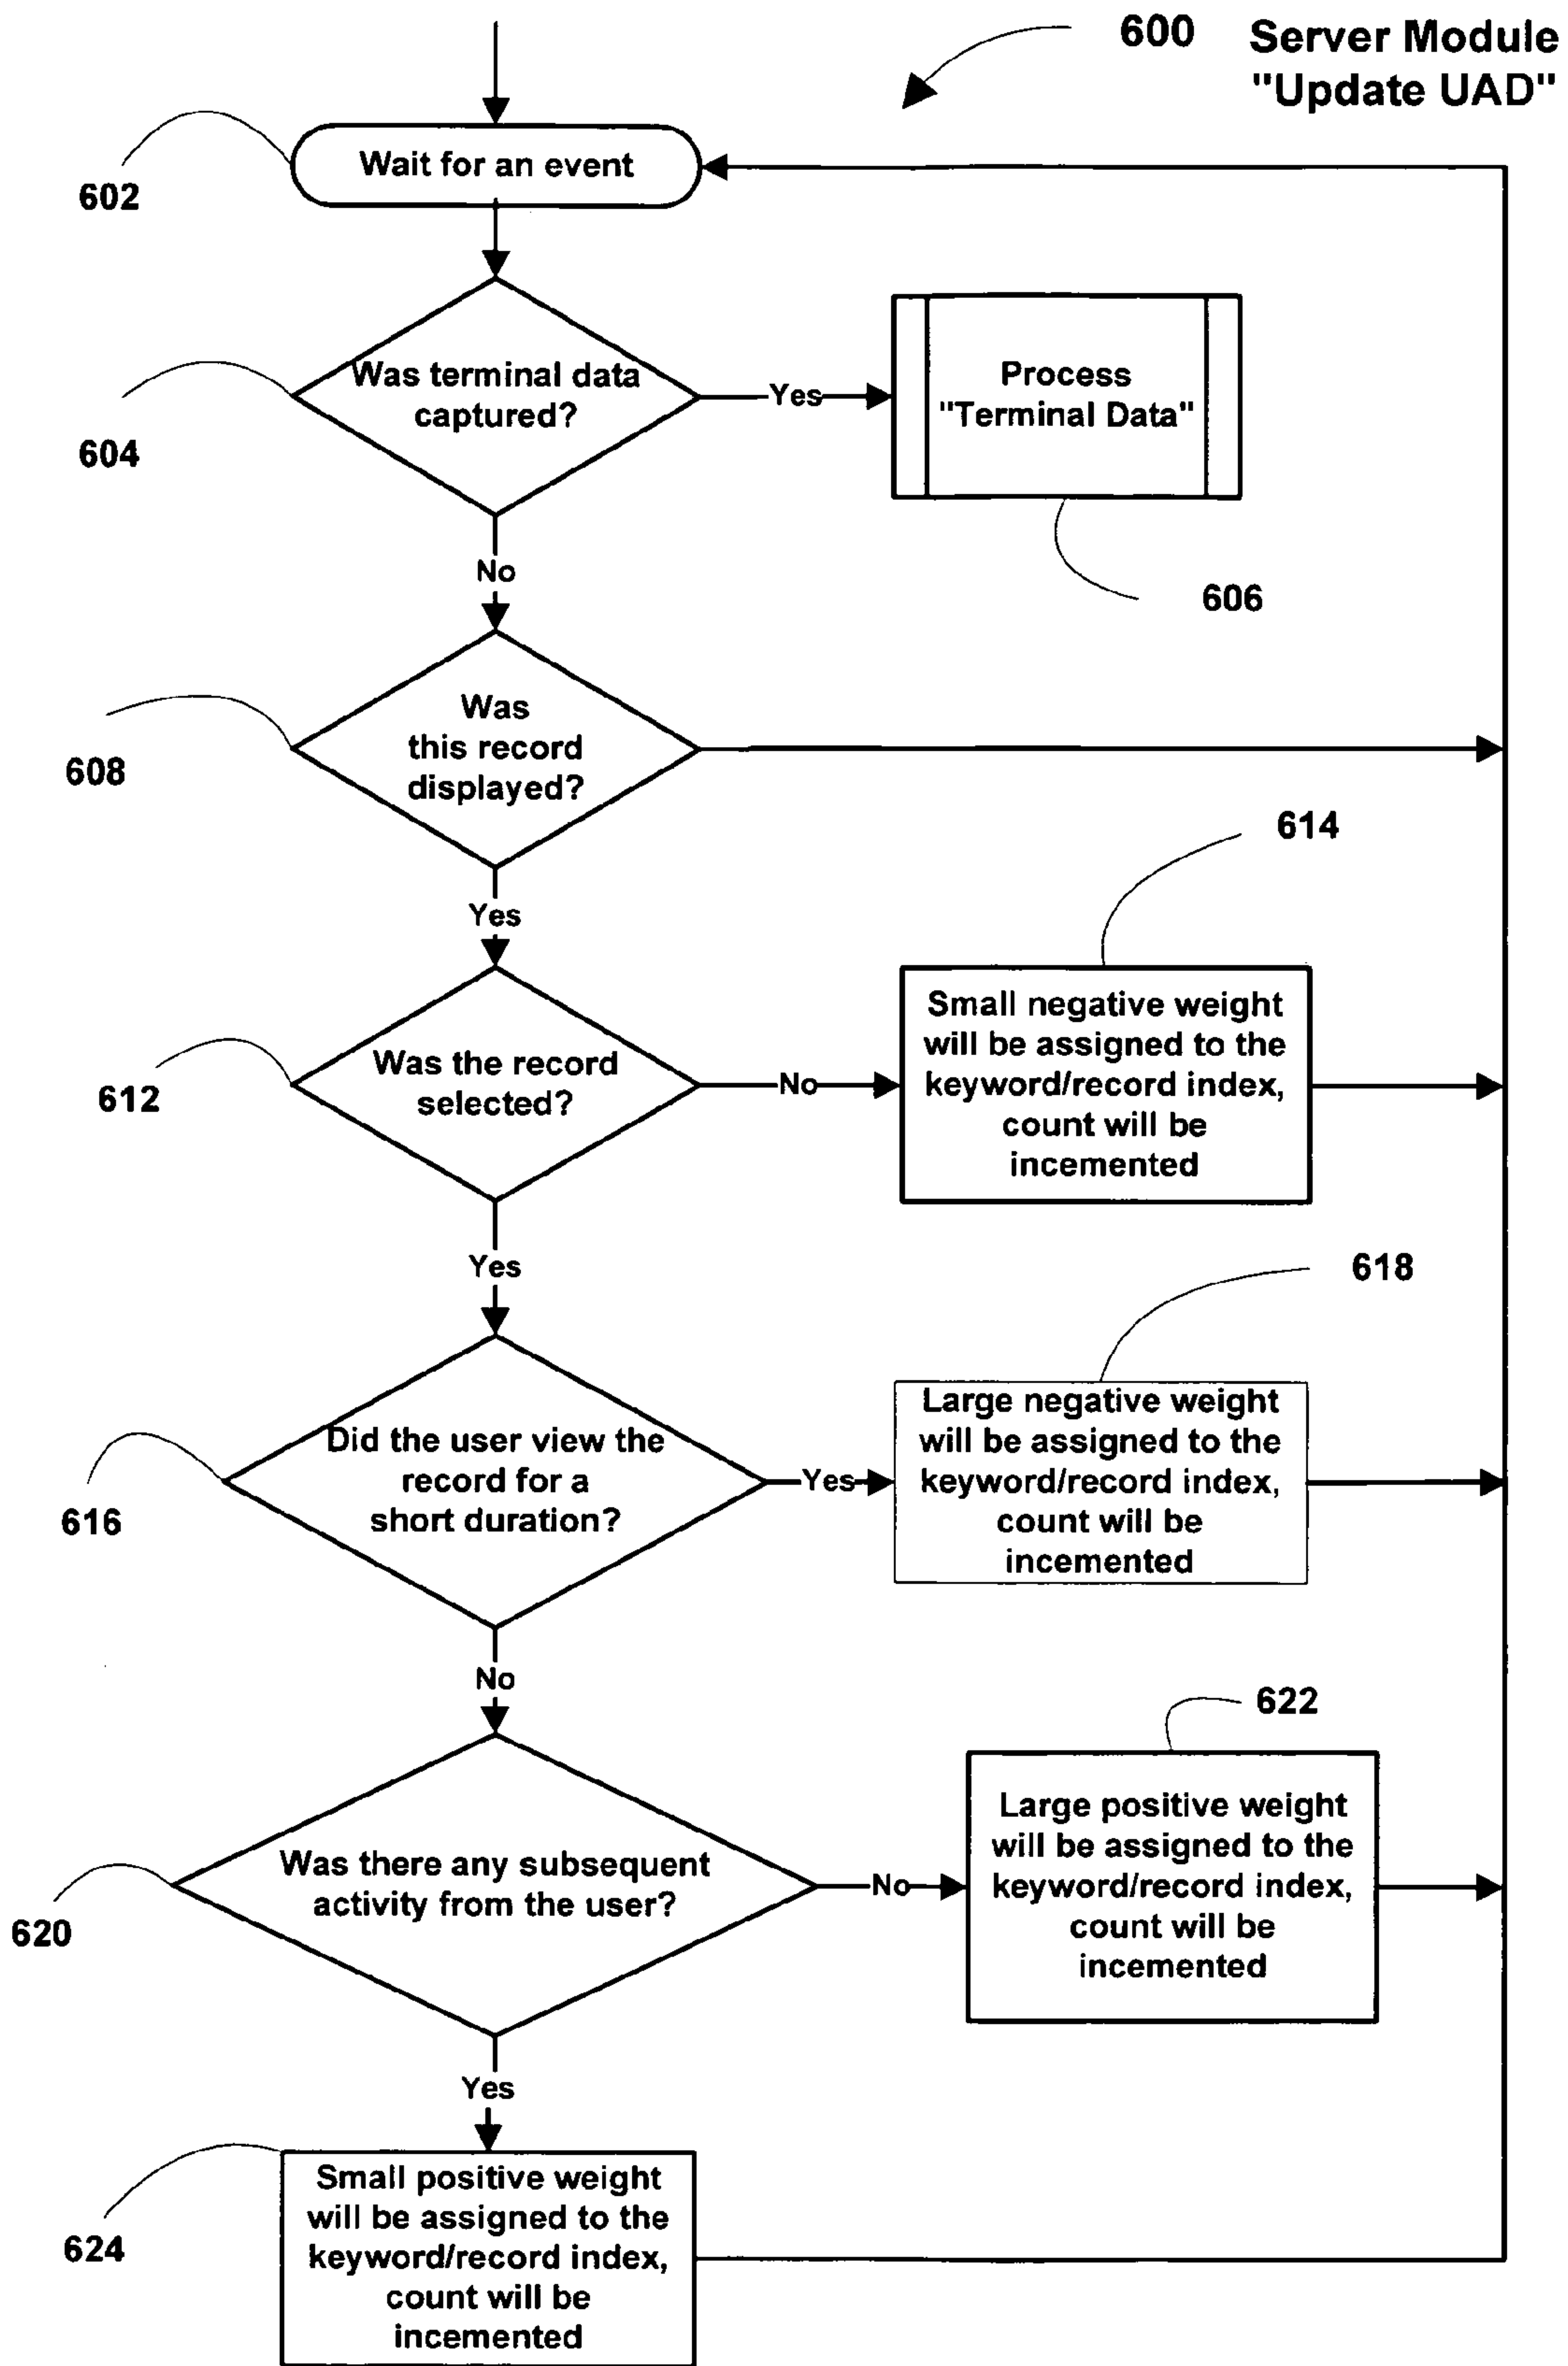 600 Server Module
"Update UAD"
Wait for an event
602
Was terminal data
captured?
Yes
Process
"Terminal Data"
604
606
No
Was
this record
displayed?
608
Yes
614
Was the record
selected?
612
No
Small negative weight
will be assigned to the
keyword/record index,
count will be
incemented
Yes
618
Did the user view the
record for a
short duration?
616
Yes
Large negative weight
will be assigned to the
keyword/record index,
count will be
incemented
No
622
Was there any subsequent
activity from the user?
620
No
Large positive weight
will be assigned to the
keyword/record index,
count will be
incemented
Yes
Small positive weight
will be assigned to the
keyword/record index,
count will be
incemented
624